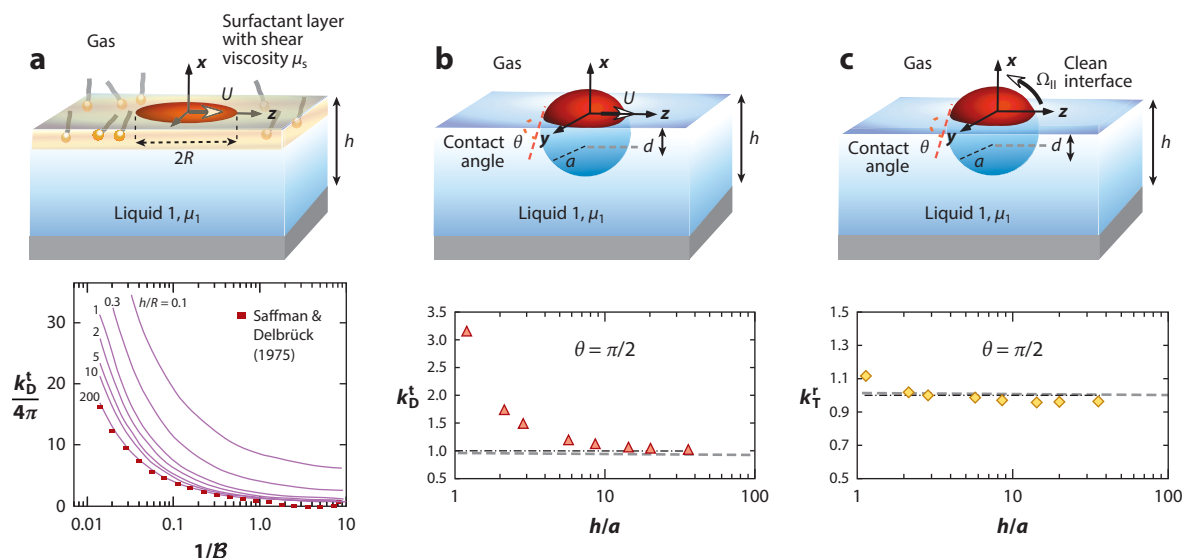 a
Gas
Surfactant layer
with shear
viscosity μs
x
U
z
2R
h
Liquid 1, μ1
b
Gas
x
U
z
y
Contact
angle
θ
a
d
h
Liquid 1, μ1
c
Gas
x
ΩII
Clean
interface
z
y
Contact
angle
θ
a
d
h
Liquid 1, μ1
k_D^t
4π
30
20
10
0
1
0.3
h/R = 0.1
2
5
10
200
Saffman &
Delbrück
(1975)
0.01
0.1
1.0
10
1/B
k_D^t
3.5
3.0
2.5
2.0
1.5
1.0
0.5
θ = π/2
1
10
100
h/a
k_T^r
1.5
1.3
1.1
0.9
0.7
0.5
θ = π/2
1
10
100
h/a